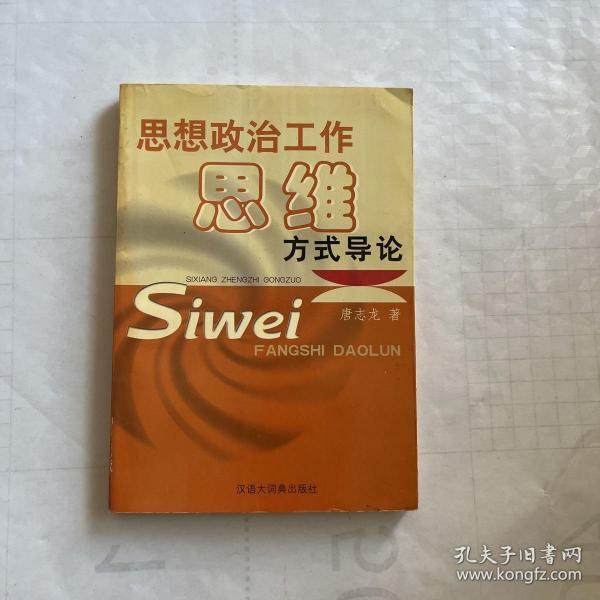 思想政治工作
思维
方式导论
SIXIANG ZHENGZHI GONGZUO
Siwei
唐志龙 著
FANGSHI DAOLUN
汉语大词典出版社
孔夫子旧书网
www.kongfz.com